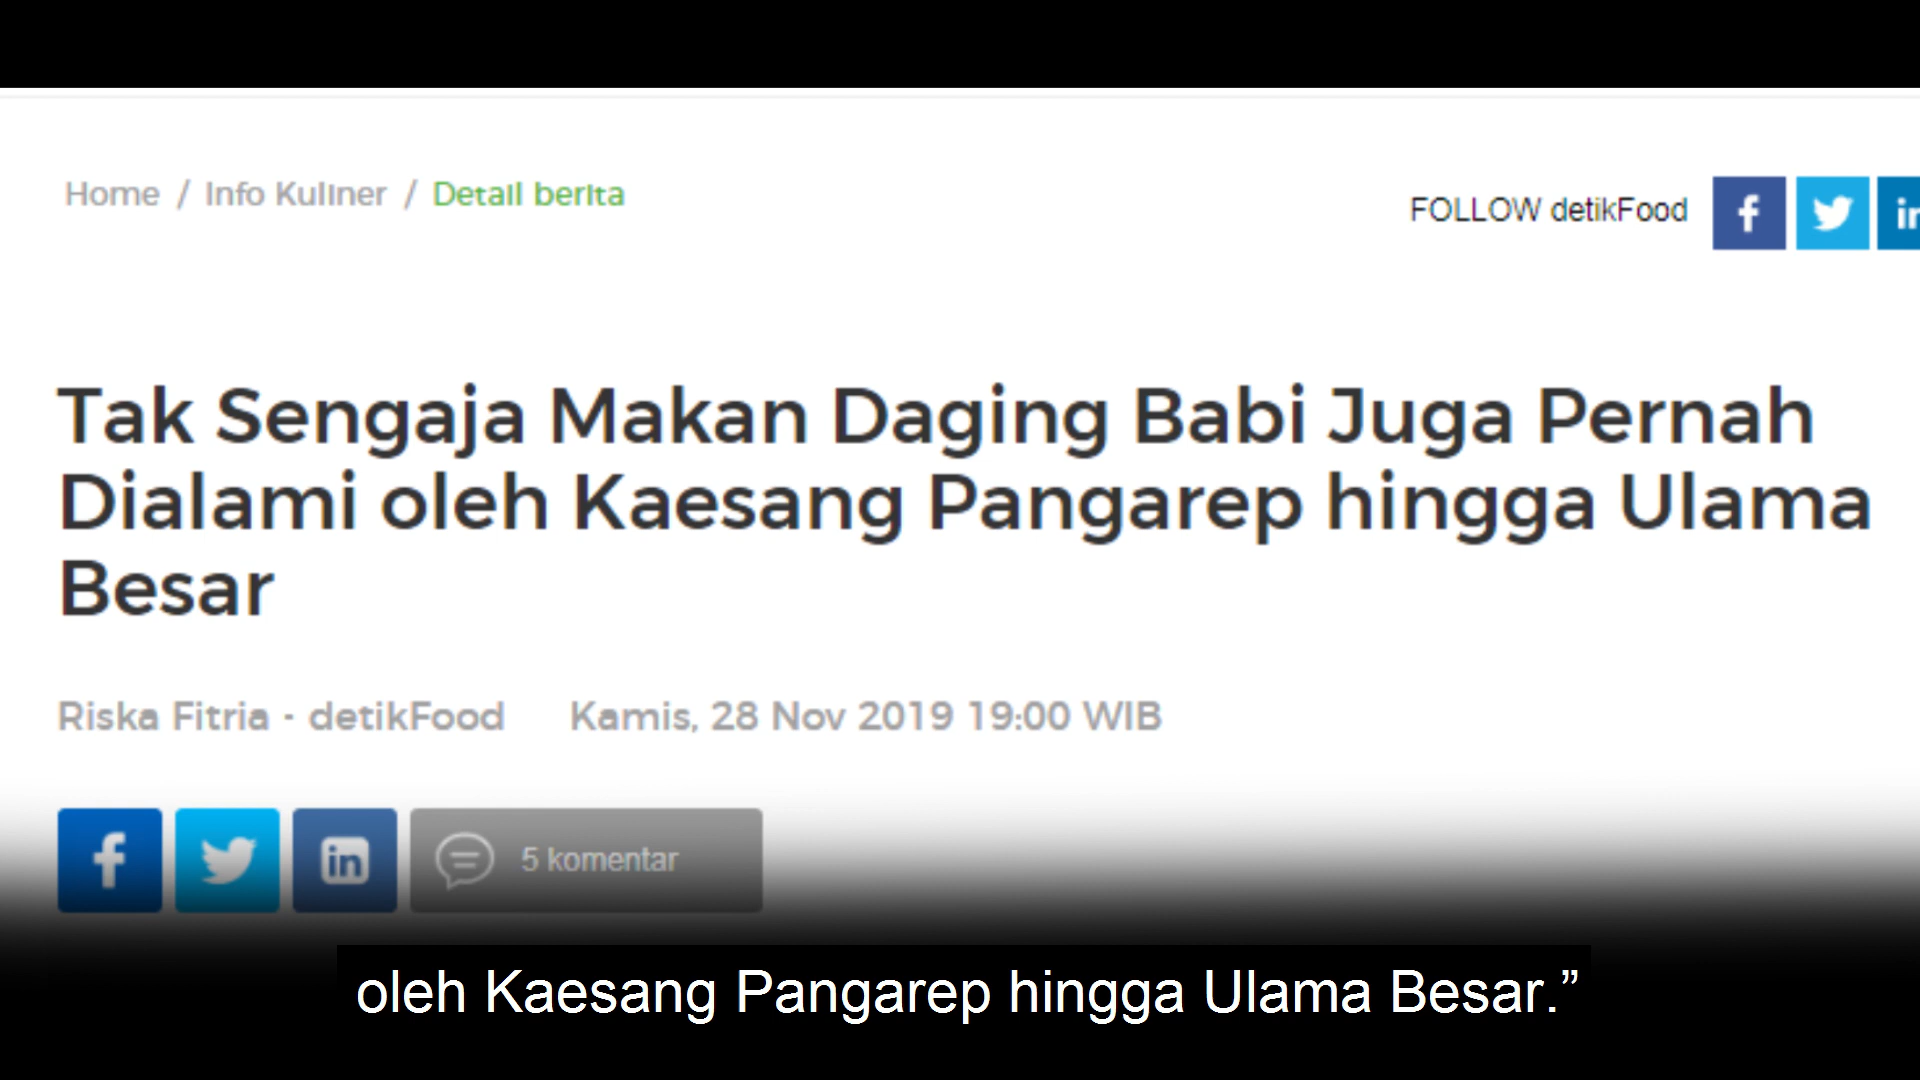 Home / Info Kuliner / Detail berita
FOLLOW detikFood
Tak Sengaja Makan Daging Babi Juga Pernah
Dialami oleh Kaesang Pangarep hingga Ulama
Besar
Riska Fitria - detikFood Kamis, 28 Nov 2019 19:00 WIB
5 komentar
oleh Kaesang Pangarep hingga Ulama Besar.”